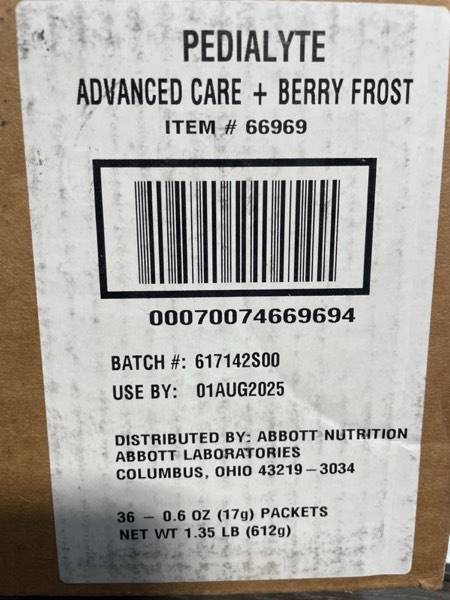 PEDIALYTE
ADVANCED CARE + BERRY FROST
ITEM # 66969
00070074669694
BATCH #: 617142S00
USE BY: 01AUG2025
DISTRIBUTED BY: ABBOTT NUTRITION
ABBOTT LABORATORIES
COLUMBUS, OHIO 43219-3034
36 - 0.6 OZ (17g) PACKETS
NET WT 1.35 LB (612g)